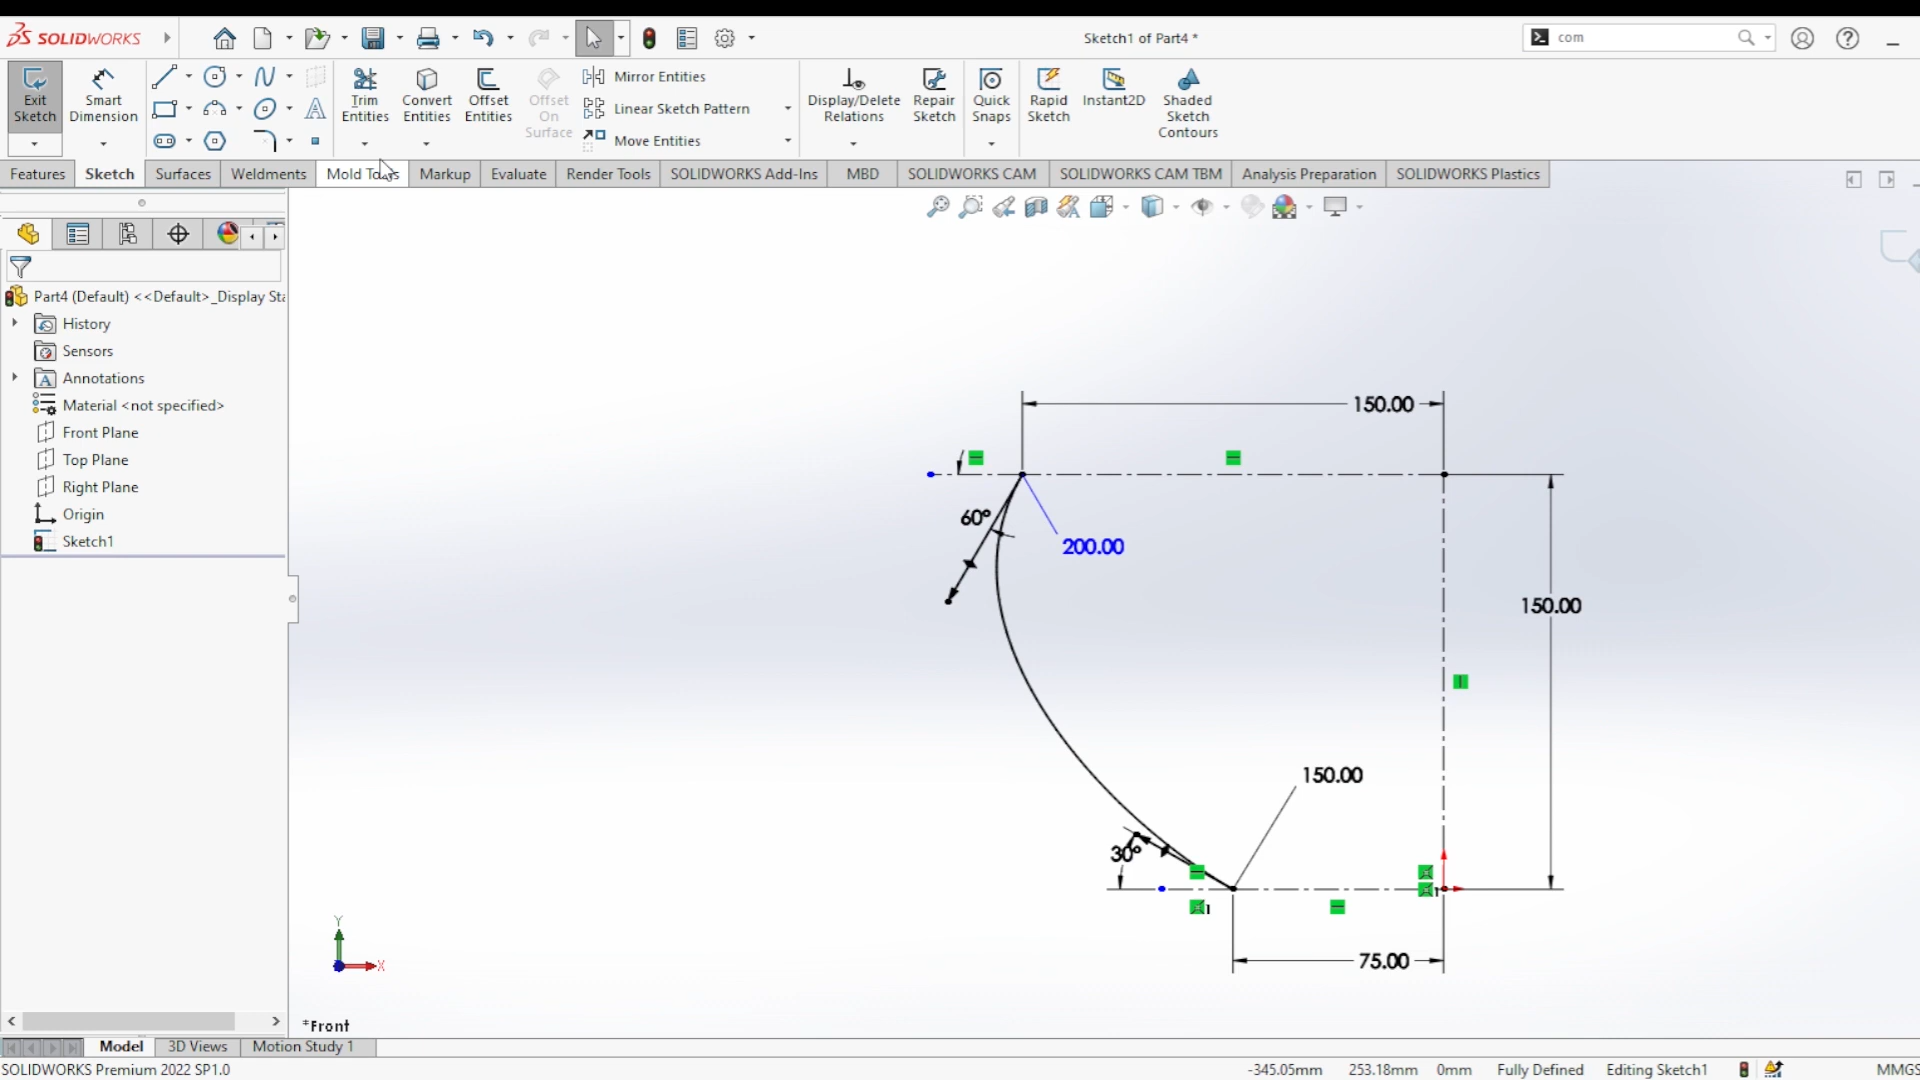 SOLIDWORKS
Sketch1 of Part4 *
com
Exit Sketch
Smart Dimension
Trim Entities
Convert Entities
Offset Entities
Offset On Surface
Mirror Entities
Linear Sketch Pattern
Move Entities
Display/Delete Relations
Repair Sketch
Quick Snaps
Rapid Sketch
Instant2D
Shaded Sketch Contours
Features
Sketch
Surfaces
Weldments
Mold Tools
Markup
Evaluate
Render Tools
SOLIDWORKS Add-Ins
MBD
SOLIDWORKS CAM
SOLIDWORKS CAM TBM
Analysis Preparation
SOLIDWORKS Plastics
Part4 (Default) <<Default>_Display Sta
History
Sensors
Annotations
Material <not specified>
Front Plane
Top Plane
Right Plane
Origin
Sketch1
150.00
60°
200.00
150.00
150.00
30°
1
1
75.00
Y
X
*Front
Model
3D Views
Motion Study 1
SOLIDWORKS Premium 2022 SP1.0
-345.05mm
253.18mm
0mm
Fully Defined
Editing Sketch1
MMGS